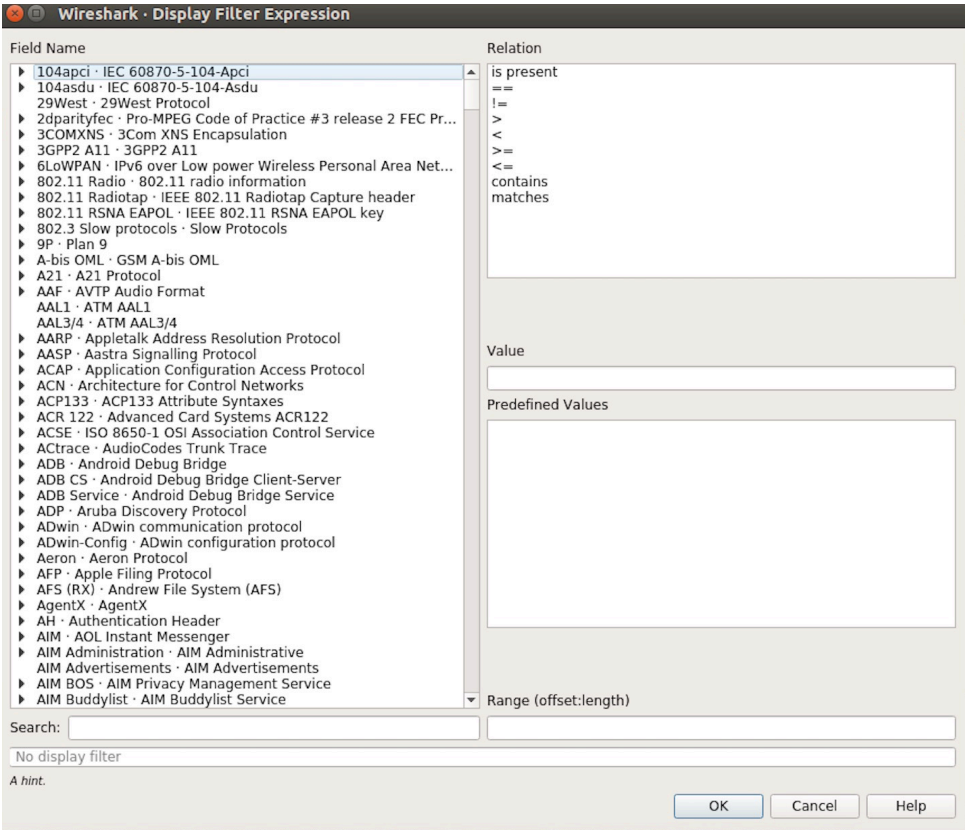 Wireshark · Display Filter Expression
Field Name
104apci · IEC 60870-5-104-Apci
104asdu · IEC 60870-5-104-Asdu
29West · 29West Protocol
2dparityfec · Pro-MPEG Code of Practice #3 release 2 FEC Pr...
3COMXNS · 3Com XNS Encapsulation
3GPP2 A11 · 3GPP2 A11
6LoWPAN · IPv6 over Low power Wireless Personal Area Net...
802.11 Radio · 802.11 radio information
802.11 Radiotap · IEEE 802.11 Radiotap Capture header
802.11 RSNA EAPOL · IEEE 802.11 RSNA EAPOL key
802.3 Slow protocols · Slow Protocols
9P · Plan 9
A-bis OML · GSM A-bis OML
A21 · A21 Protocol
AAF · AVTP Audio Format
AAL1 · ATM AAL1
AAL3/4 · ATM AAL3/4
AARP · Appletalk Address Resolution Protocol
AASP · Aastra Signalling Protocol
ACAP · Application Configuration Access Protocol
ACN · Architecture for Control Networks
ACP133 · ACP133 Attribute Syntaxes
ACR 122 · Advanced Card Systems ACR122
ACSE · ISO 8650-1 OSI Association Control Service
ACtrace · AudioCodes Trunk Trace
ADB · Android Debug Bridge
ADB CS · Android Debug Bridge Client-Server
ADB Service · Android Debug Bridge Service
ADP · Aruba Discovery Protocol
ADwin · ADwin communication protocol
ADwin-Config · ADwin configuration protocol
Aeron · Aeron Protocol
AFP · Apple Filing Protocol
AFS (RX) · Andrew File System (AFS)
AgentX · AgentX
AH · Authentication Header
AIM · AOL Instant Messenger
AIM Administration · AIM Administrative
AIM Advertisements · AIM Advertisements
AIM BOS · AIM Privacy Management Service
AIM Buddylist · AIM Buddylist Service
Search:
Relation
is present
==
!=
>
<
>=
<=
contains
matches
Value
Predefined Values
Range (offset:length)
No display filter
A hint.
OK
Cancel
Help